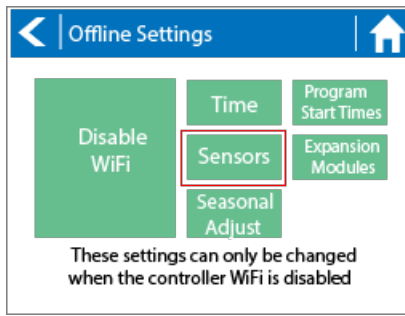 Offline Settings
Disable
WiFi
Time
Program
Start Times
Sensors
Expansion
Modules
Seasonal
Adjust
These settings can only be changed
when the controller WiFi is disabled